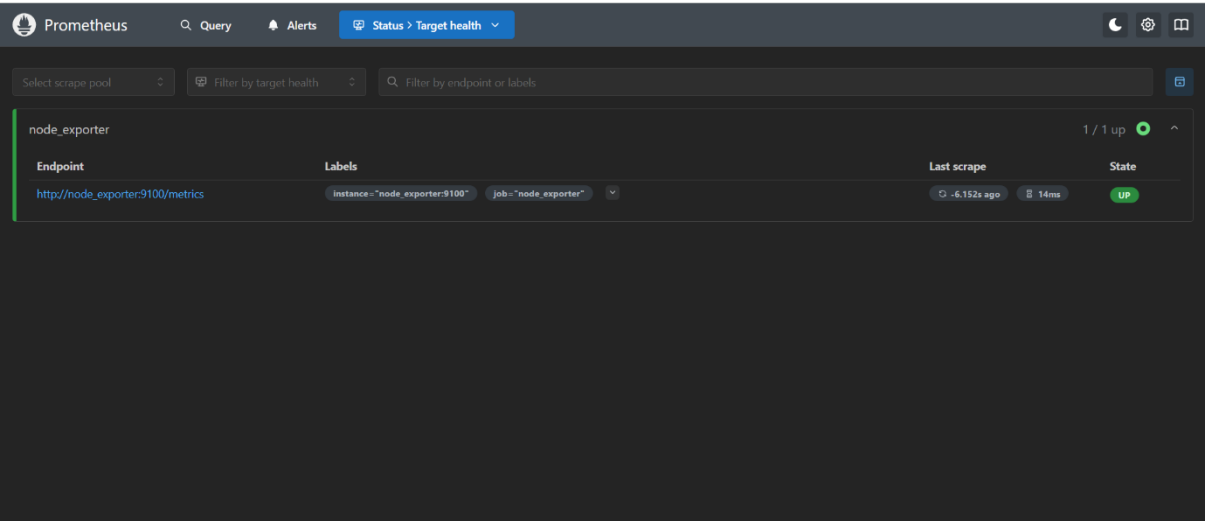 Prometheus Query Alerts Status > Target health
Select scrape pool Filter by target health Filter by endpoint or labels
node_exporter 1 / 1 up
Endpoint Labels Last scrape State
http://node_exporter:9100/metrics instance="node_exporter:9100" job="node_exporter" -6.152s ago 14ms UP